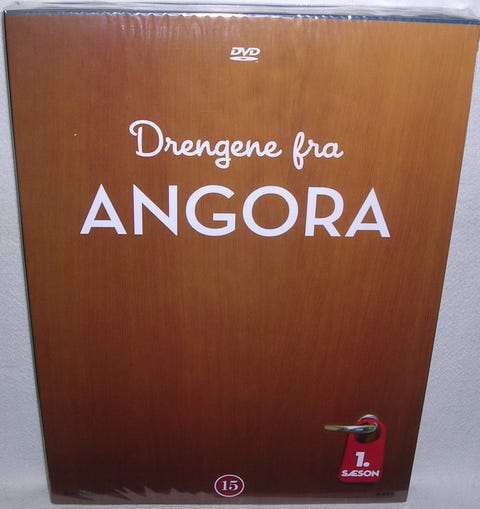 DVD
Drengene fra
ANGORA
1.
SÆSON
15